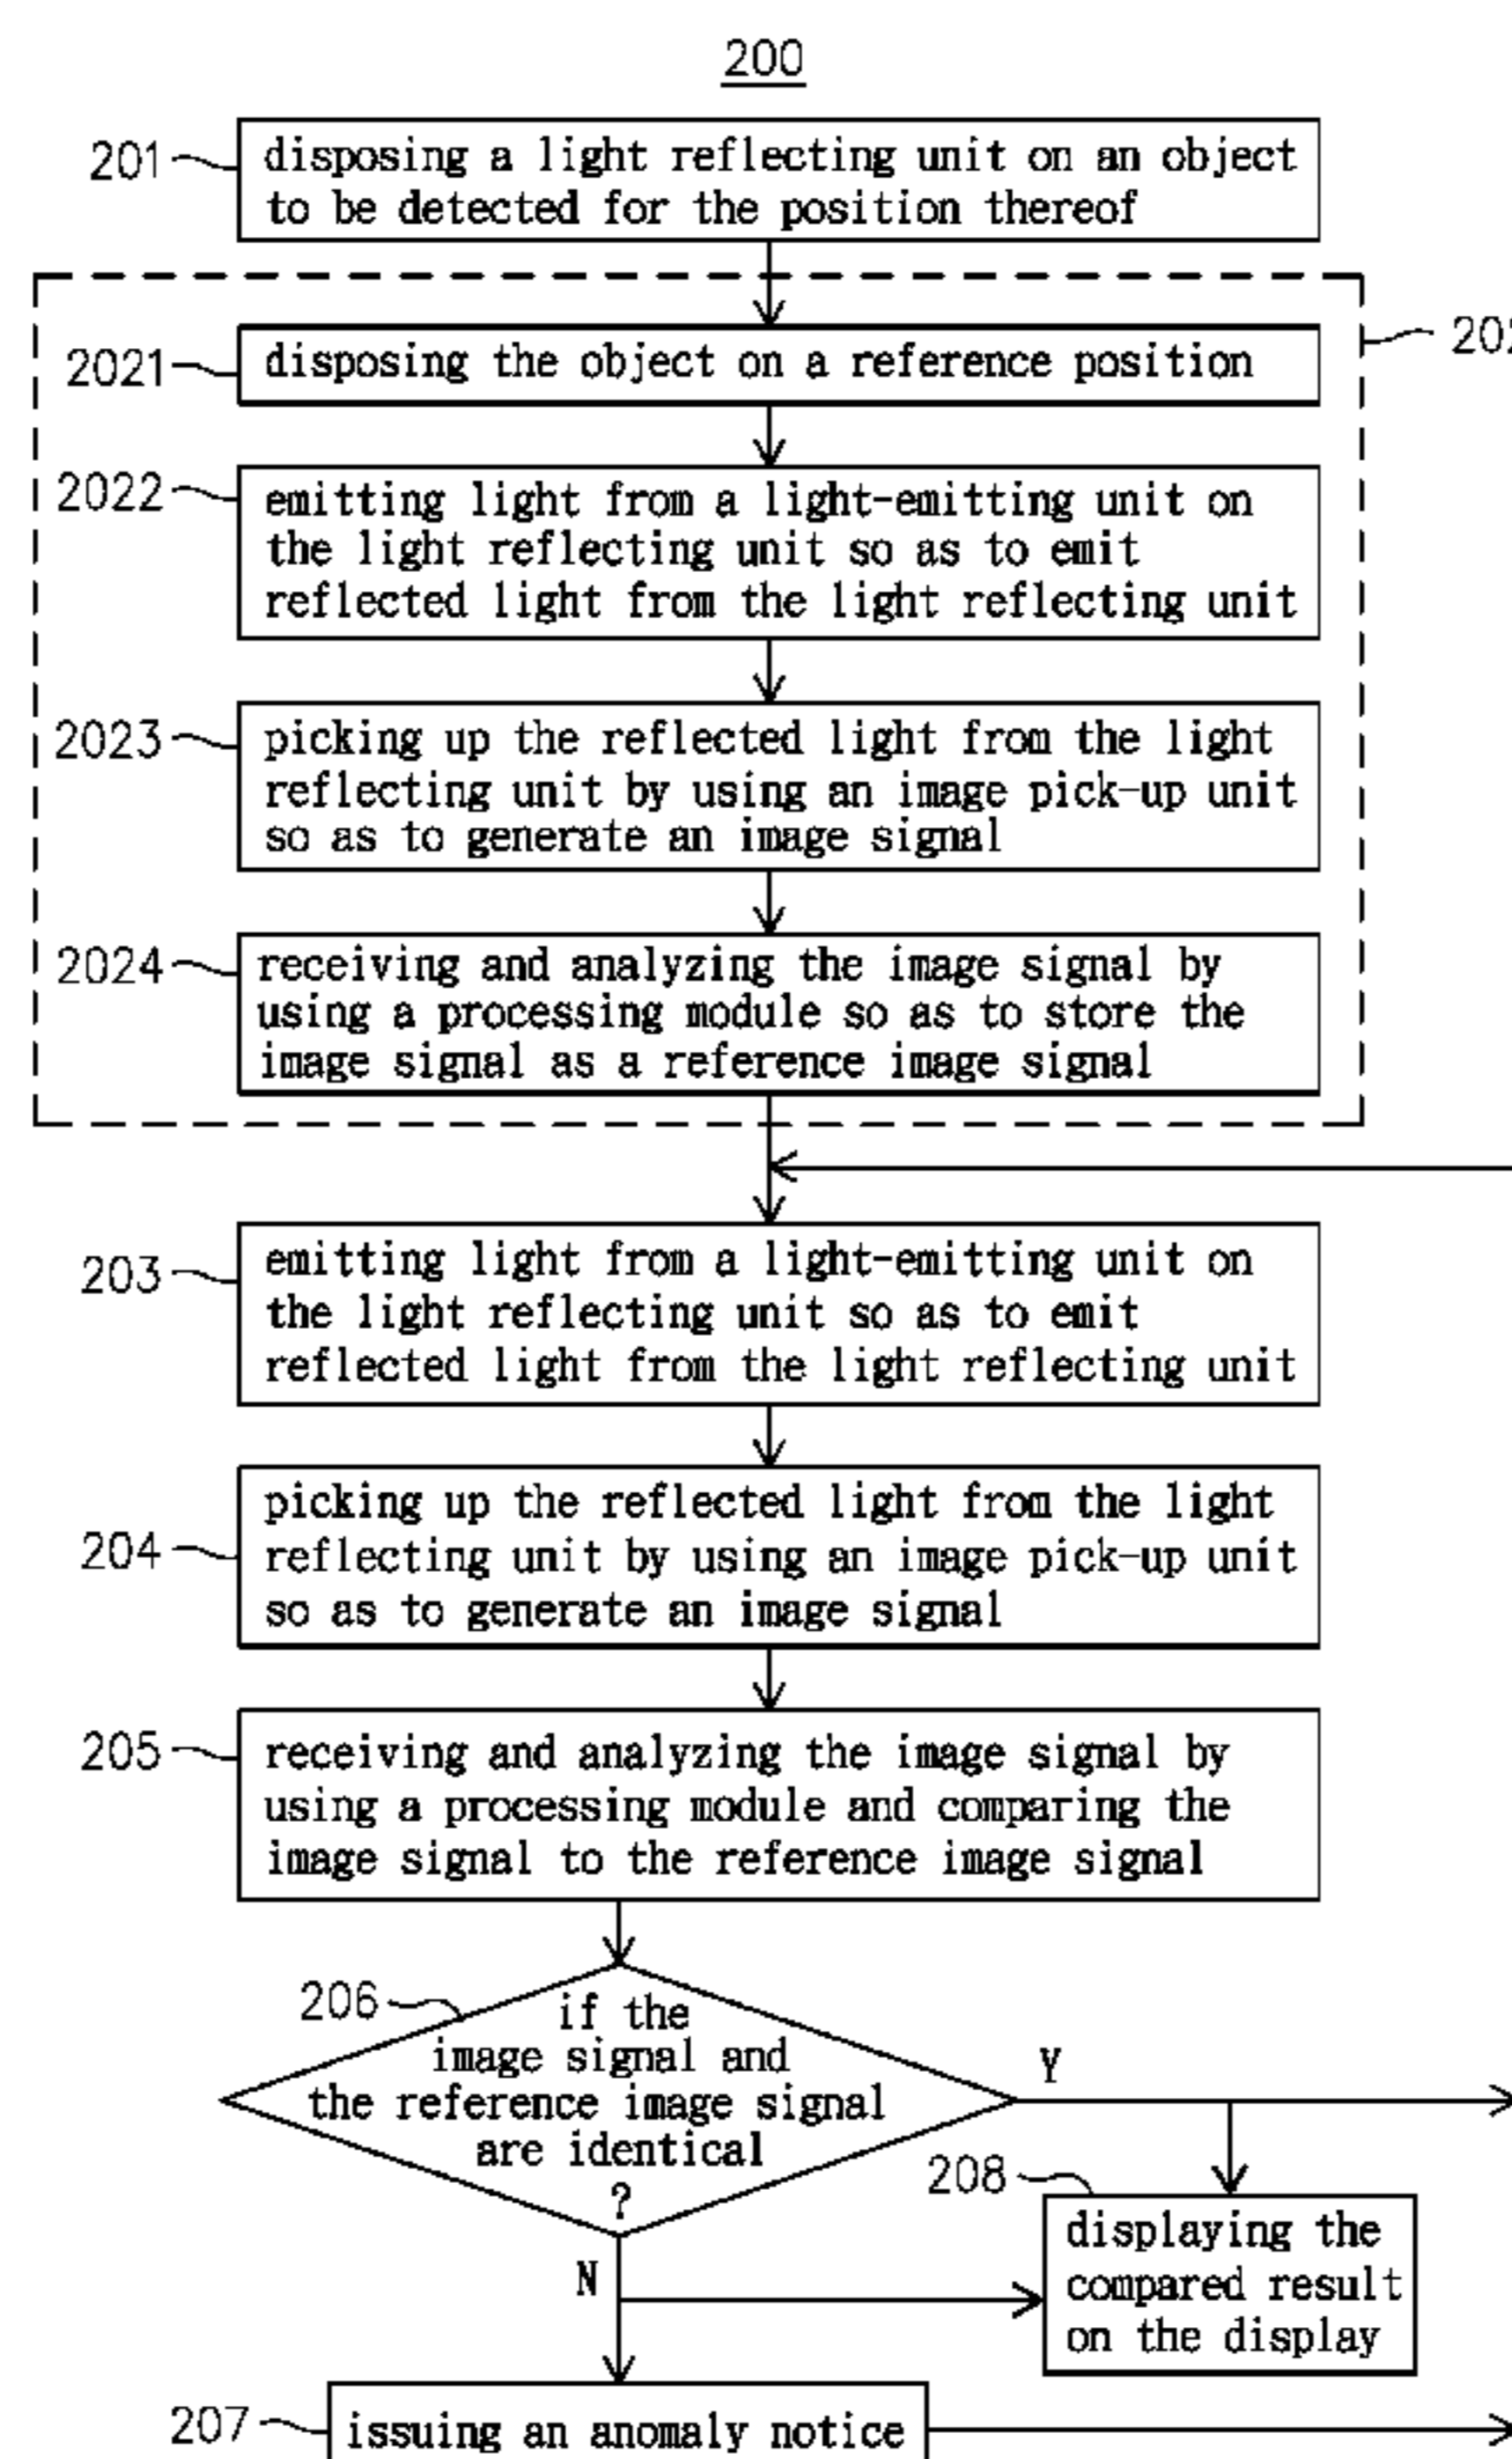 200
201
disposing a light reflecting unit on an object
to be detected for the position thereof
2021
disposing the object on a reference position
2022
emitting light from a light-emitting unit on
the light reflecting unit so as to emit
reflected light from the light reflecting unit
2023
picking up the reflected light from the light
reflecting unit by using an image pick-up unit
so as to generate an image signal
2024
receiving and analyzing the image signal by
using a processing module so as to store the
image signal as a reference image signal
203
emitting light from a light-emitting unit on
the light reflecting unit so as to emit
reflected light from the light reflecting unit
204
picking up the reflected light from the light
reflecting unit by using an image pick-up unit
so as to generate an image signal
205
receiving and analyzing the image signal by
using a processing module and comparing the
image signal to the reference image signal
206
if the
image signal and
the reference image signal
are identical
?
Y
N
208
displaying the
compared result
on the display
207
issuing an anomaly notice